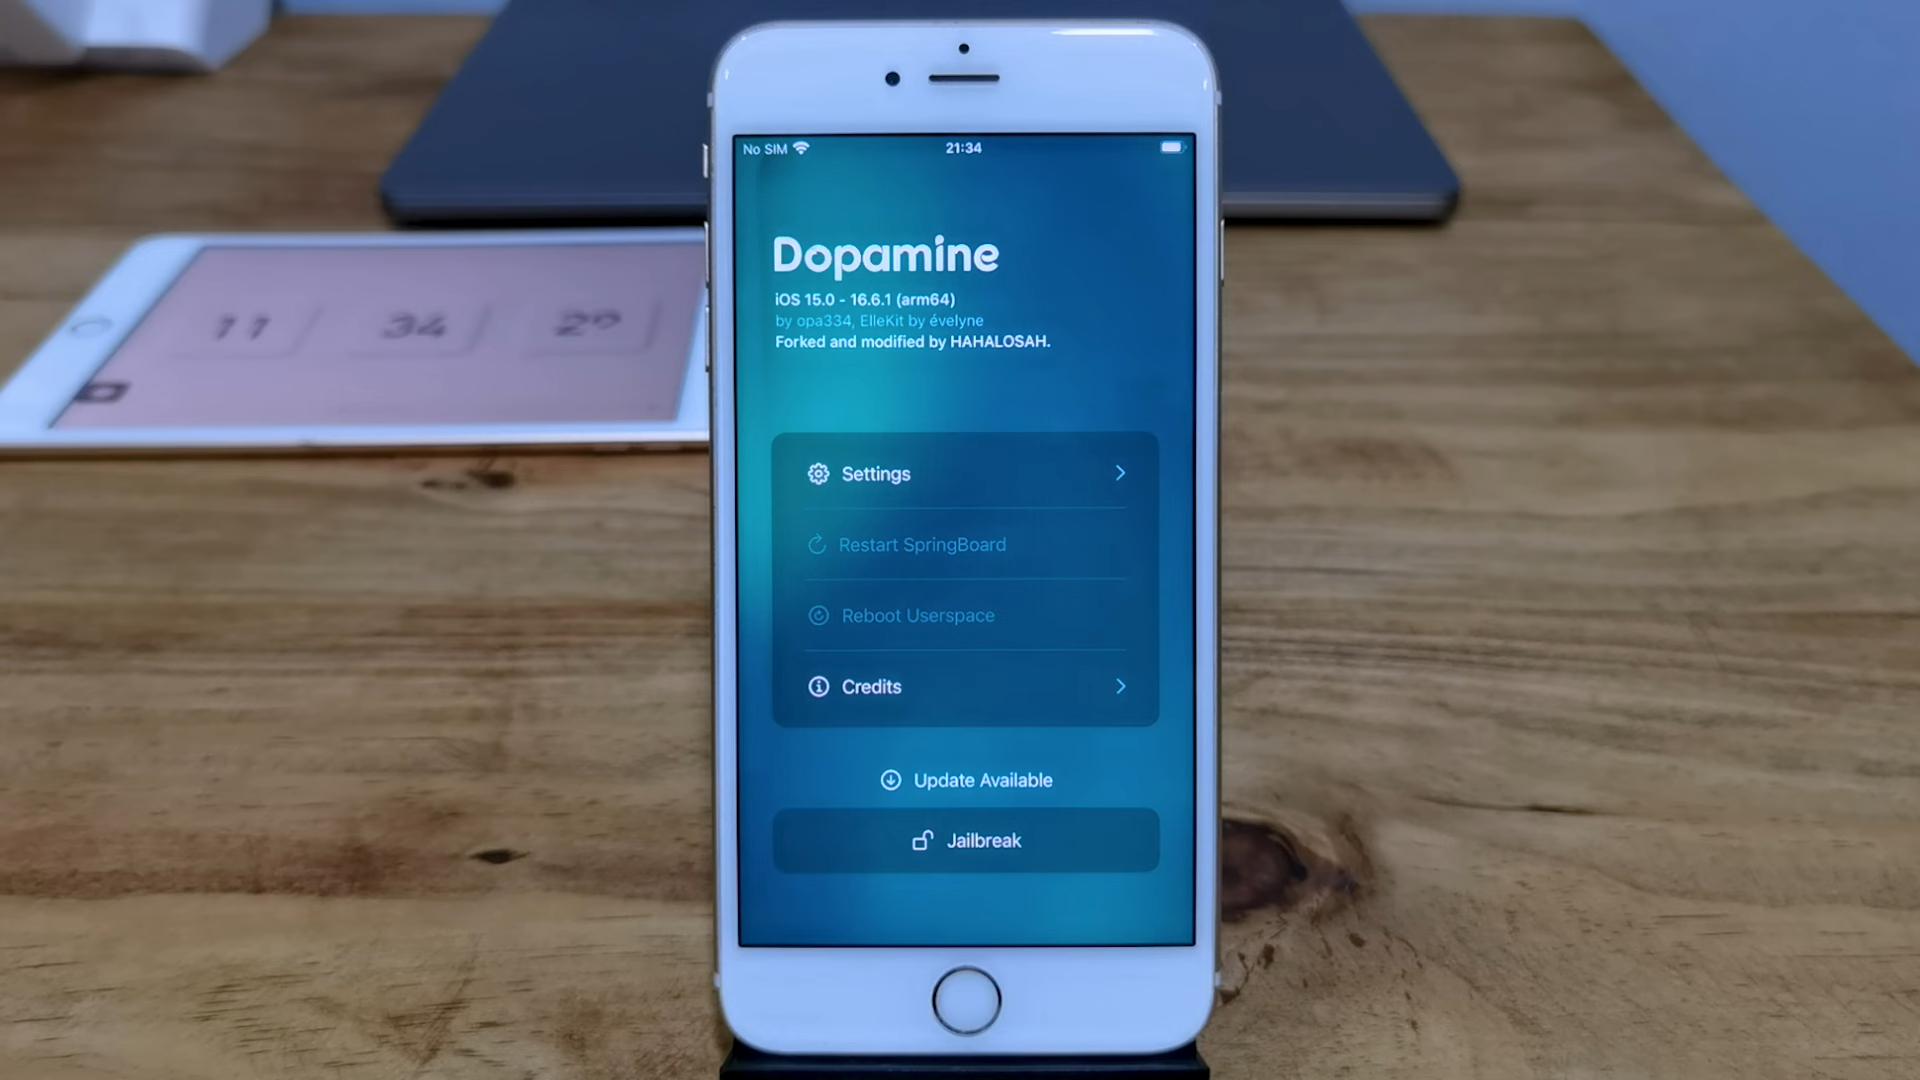 No SIM 21:34
Dopamine
iOS 15.0 - 16.6.1 (arm64)
by opa334, ElleKit by évelyne
Forked and modified by HAHALOSAH.
11 34 29
Settings
Restart SpringBoard
Reboot Userspace
Credits
Update Available
Jailbreak